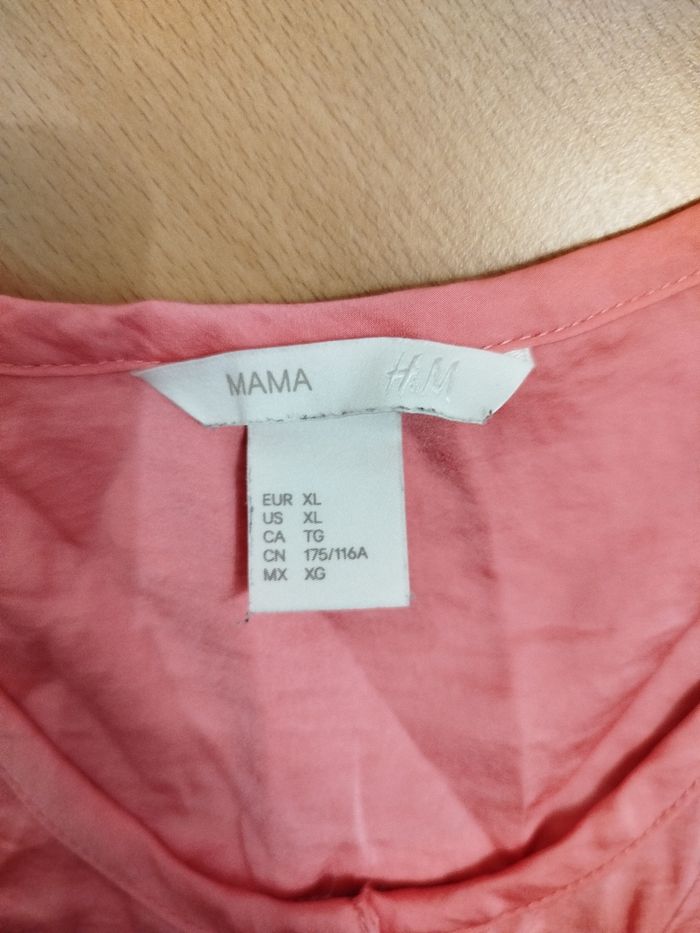 MAMA H&M
EUR XL
US XL
CA TG
CN 175/116A
MX XG